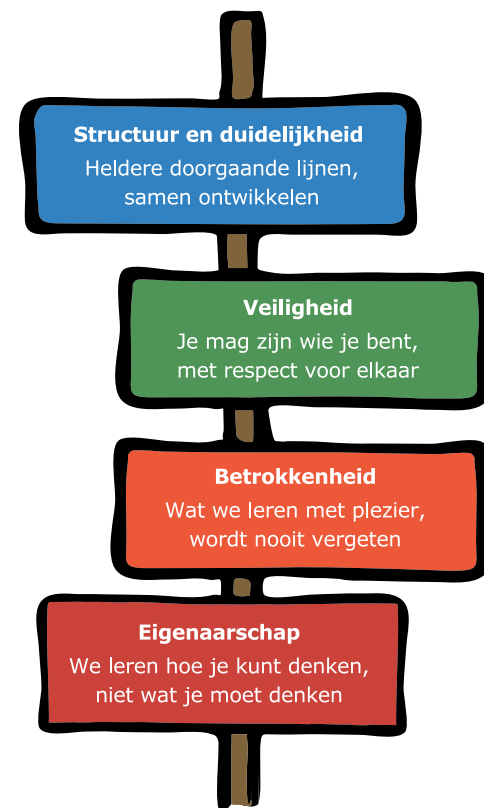 Structuur en duidelijkheid
Heldere doorgaande lijnen,
samen ontwikkelen
Veiligheid
Je mag zijn wie je bent,
met respect voor elkaar
Betrokkenheid
Wat we leren met plezier,
wordt nooit vergeten
Eigenaarschap
We leren hoe je kunt denken,
niet wat je moet denken